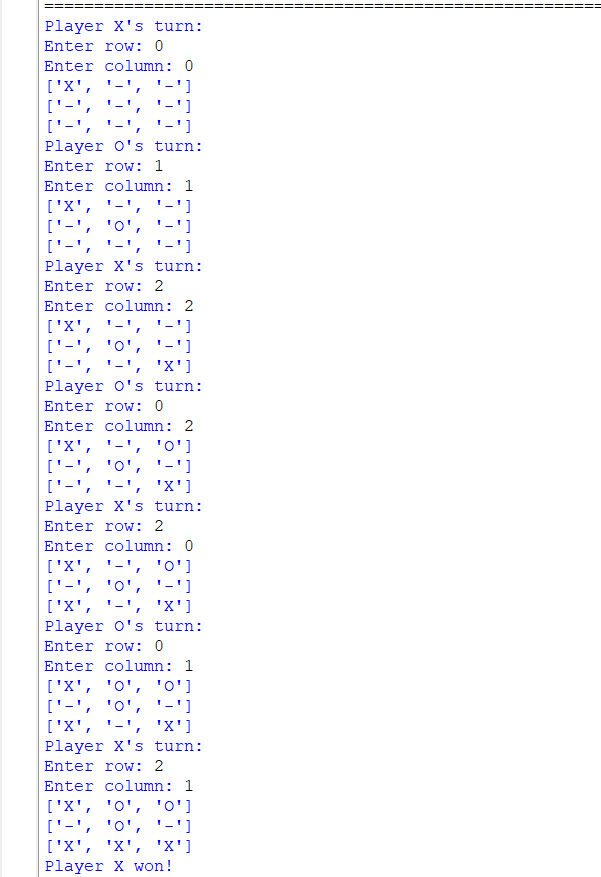 ========================================================
Player X's turn:
Enter row: 0
Enter column: 0
['X', '-', '-']
['-', '-', '-']
['-', '-', '-']
Player O's turn:
Enter row: 1
Enter column: 1
['X', '-', '-']
['-', 'O', '-']
['-', '-', '-']
Player X's turn:
Enter row: 2
Enter column: 2
['X', '-', '-']
['-', 'O', '-']
['-', '-', 'X']
Player O's turn:
Enter row: 0
Enter column: 2
['X', '-', 'O']
['-', 'O', '-']
['-', '-', 'X']
Player X's turn:
Enter row: 2
Enter column: 0
['X', '-', 'O']
['-', 'O', '-']
['X', '-', 'X']
Player O's turn:
Enter row: 0
Enter column: 1
['X', 'O', 'O']
['-', 'O', '-']
['X', '-', 'X']
Player X's turn:
Enter row: 2
Enter column: 1
['X', 'O', 'O']
['-', 'O', '-']
['X', 'X', 'X']
Player X won!